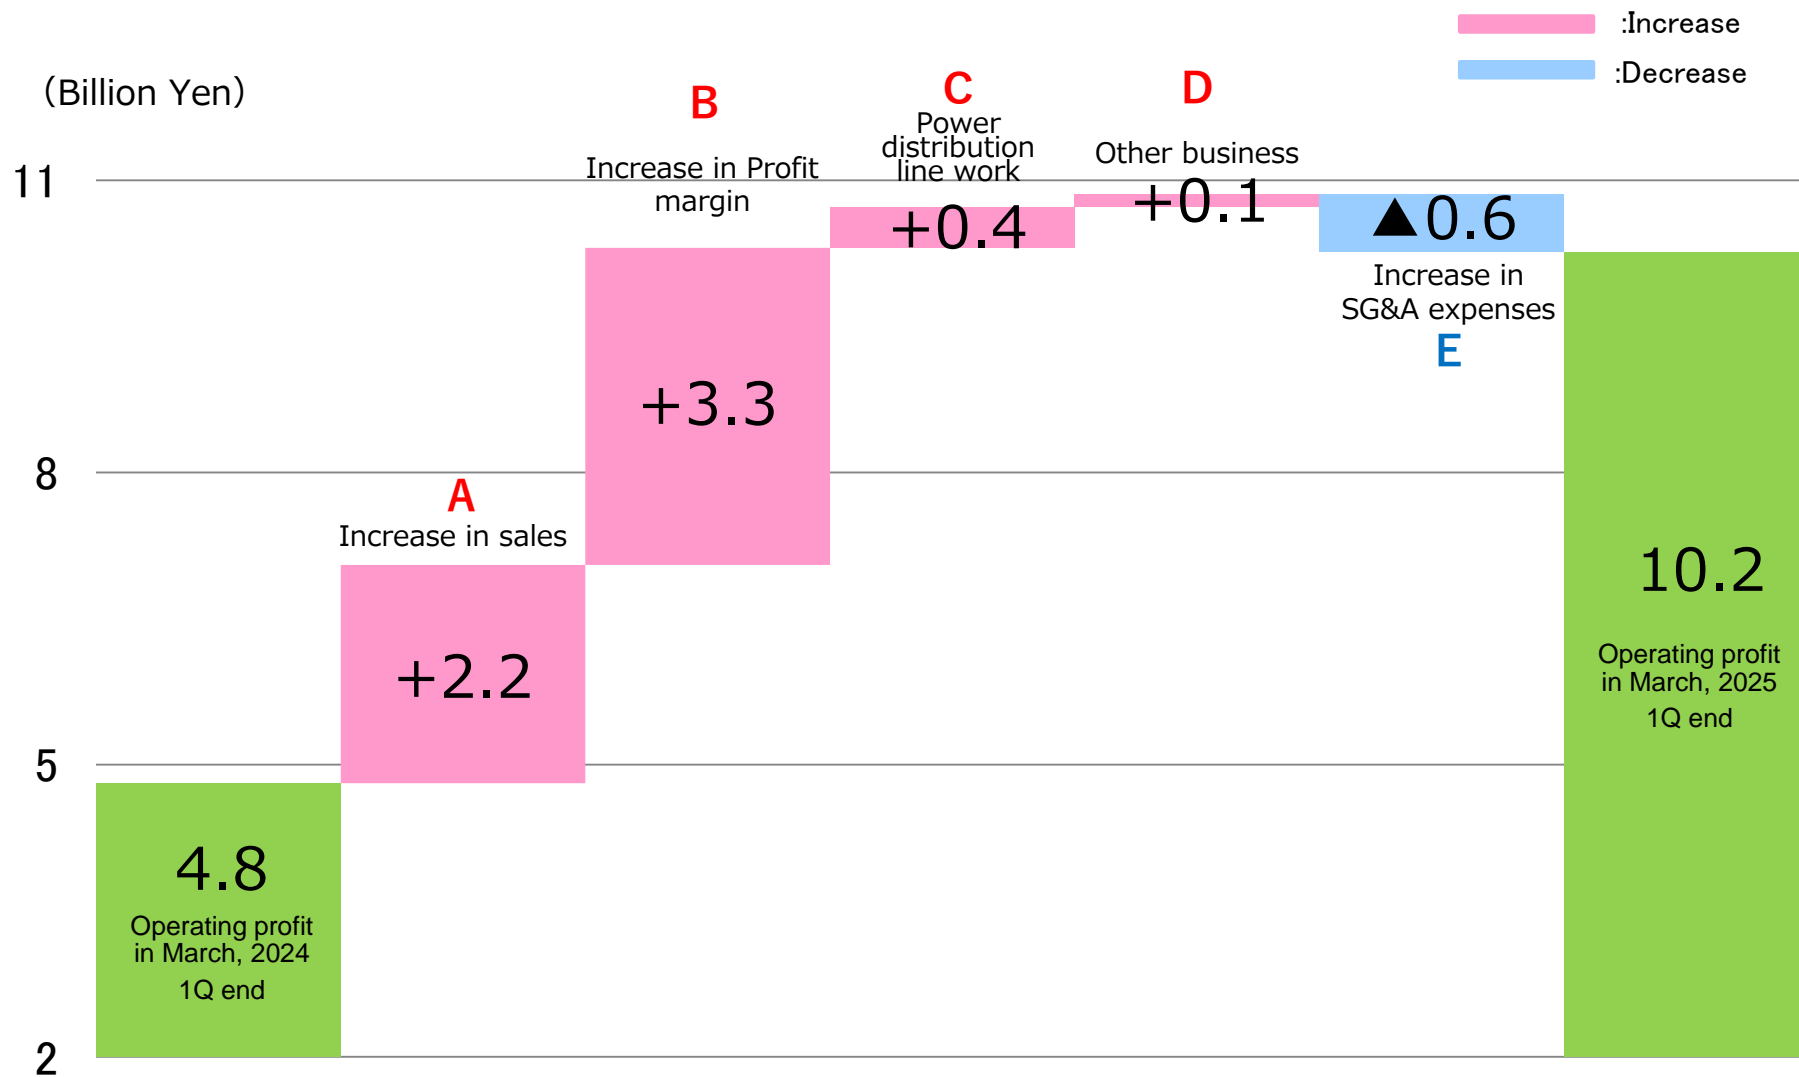 :Increase
:Decrease
（Billion Yen）
11
8
5
2
4.8
Operating profit
in March, 2024
1Q end
A
Increase in sales
+2.2
B
Increase in Profit
margin
+3.3
C
Power
distribution
line work
+0.4
D
Other business
+0.1
▲0.6
Increase in
SG&A expenses
E
10.2
Operating profit
in March, 2025
1Q end